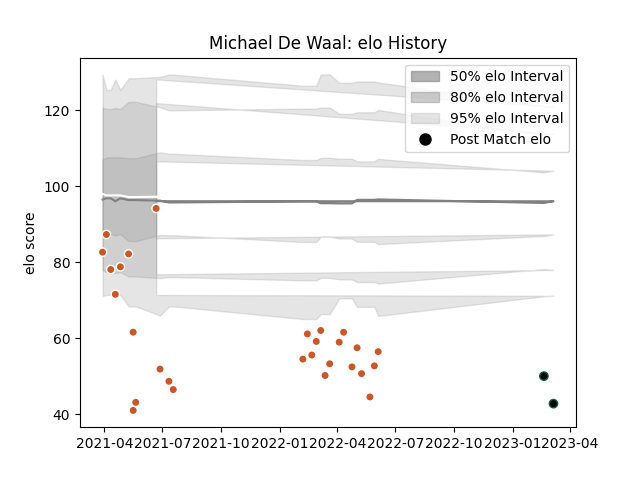 Michael De Waal: elo History
50% elo Interval
80% elo Interval
95% elo Interval
Post Match elo
elo score
120
100
80
60
40
2021-04 2021-07 2021-10 2022-01 2022-04 2022-07 2022-10 2023-01 2023-04